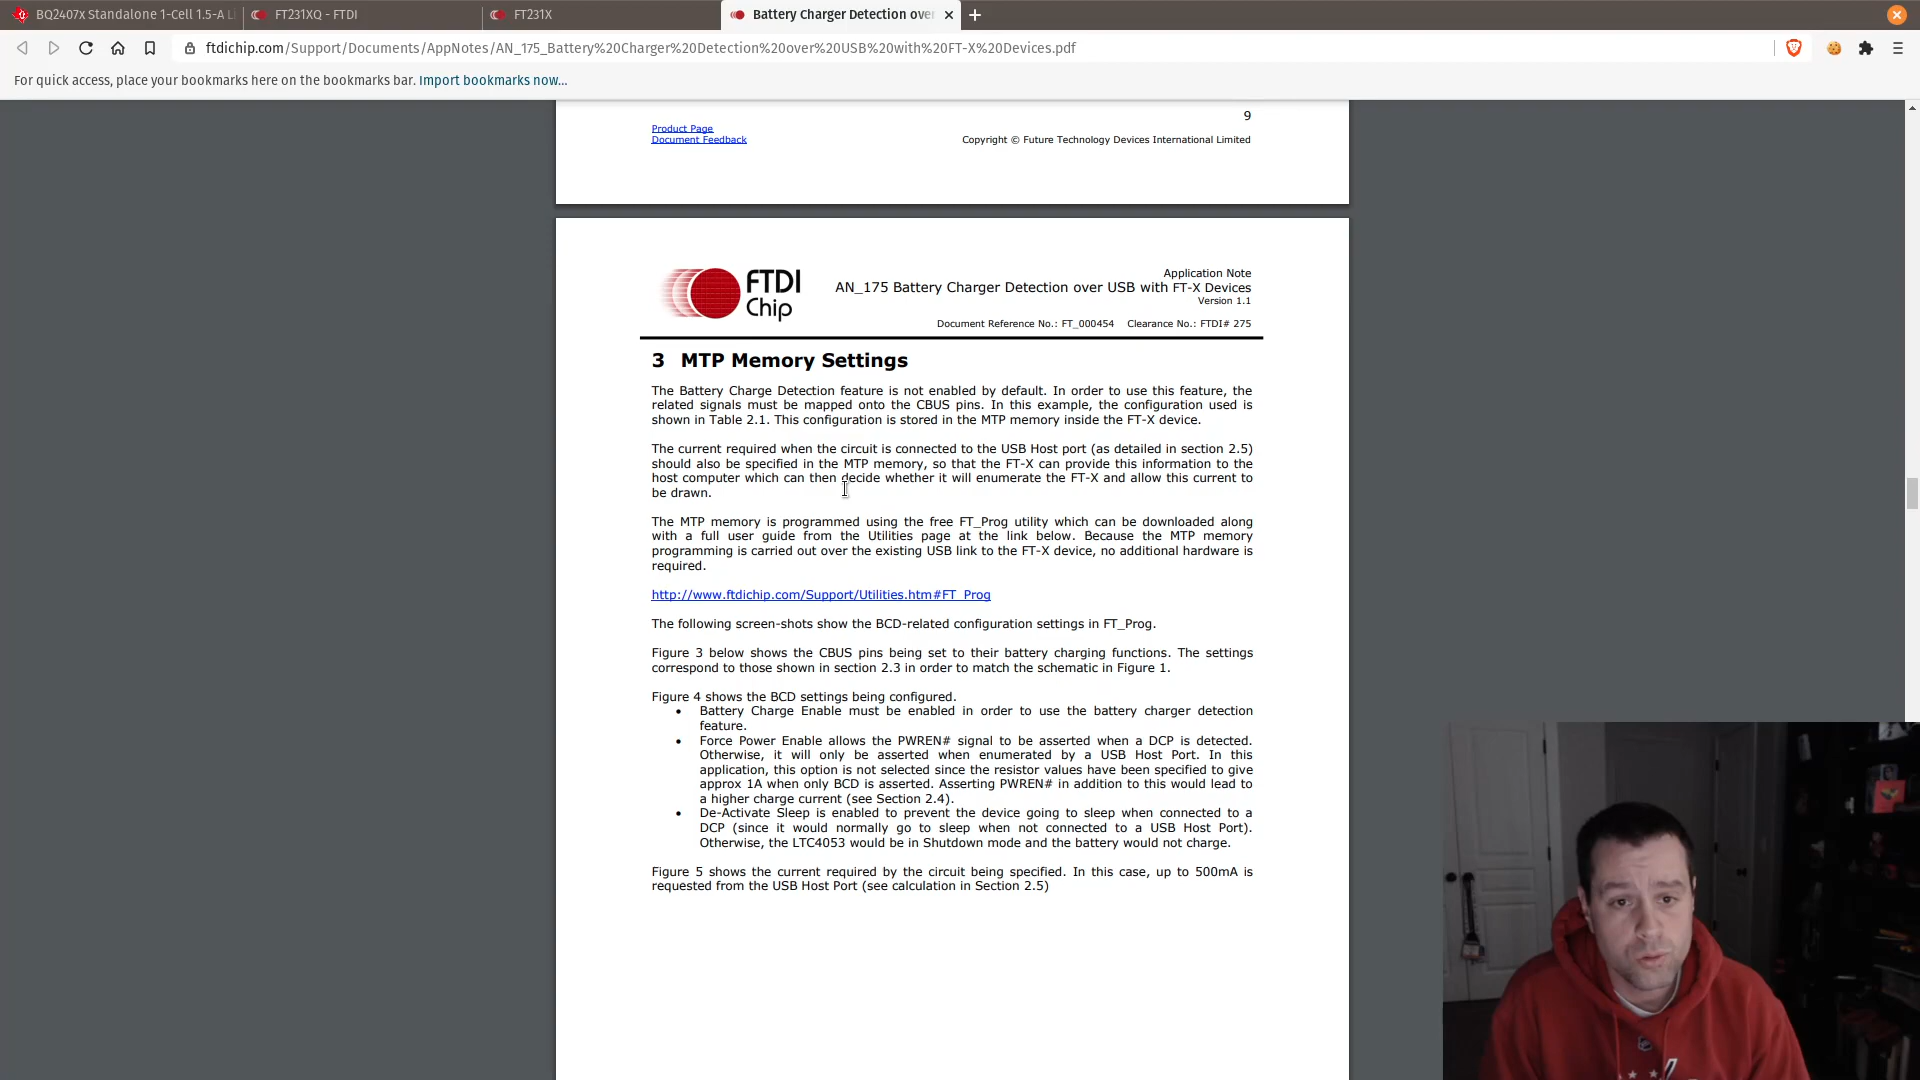 BQ2407x Standalone 1-Cell 1.5-A L
FT231XQ - FTDI
FT231X
Battery Charger Detection ove
ftdichip.com/Support/Documents/AppNotes/AN_175_Battery%20Charger%20Detection%20over%20USB%20with%20FT-X%20Devices.pdf
For quick access, place your bookmarks here on the bookmarks bar. Import bookmarks now...
9
Product Page
Document Feedback
Copyright © Future Technology Devices International Limited
FTDI
Chip
Application Note
AN_175 Battery Charger Detection over USB with FT-X Devices
Version 1.1
Document Reference No.: FT_000454 Clearance No.: FTDI# 275
3 MTP Memory Settings
The Battery Charge Detection feature is not enabled by default. In order to use this feature, the
related signals must be mapped onto the CBUS pins. In this example, the configuration used is
shown in Table 2.1. This configuration is stored in the MTP memory inside the FT-X device.
The current required when the circuit is connected to the USB Host port (as detailed in section 2.5)
should also be specified in the MTP memory, so that the FT-X can provide this information to the
host computer which can then decide whether it will enumerate the FT-X and allow this current to
be drawn.
The MTP memory is programmed using the free FT_Prog utility which can be downloaded along
with a full user guide from the Utilities page at the link below. Because the MTP memory
programming is carried out over the existing USB link to the FT-X device, no additional hardware is
required.
http://www.ftdichip.com/Support/Utilities.htm#FT_Prog
The following screen-shots show the BCD-related configuration settings in FT_Prog.
Figure 3 below shows the CBUS pins being set to their battery charging functions. The settings
correspond to those shown in section 2.3 in order to match the schematic in Figure 1.
Figure 4 shows the BCD settings being configured.
• Battery Charge Enable must be enabled in order to use the battery charger detection
feature.
• Force Power Enable allows the PWREN# signal to be asserted when a DCP is detected.
Otherwise, it will only be asserted when enumerated by a USB Host Port. In this
application, this option is not selected since the resistor values have been specified to give
approx 1A when only BCD is asserted. Asserting PWREN# in addition to this would lead to
a higher charge current (see Section 2.4).
• De-Activate Sleep is enabled to prevent the device going to sleep when connected to a
DCP (since it would normally go to sleep when not connected to a USB Host Port).
Otherwise, the LTC4053 would be in Shutdown mode and the battery would not charge.
Figure 5 shows the current required by the circuit being specified. In this case, up to 500mA is
requested from the USB Host Port (see calculation in Section 2.5)